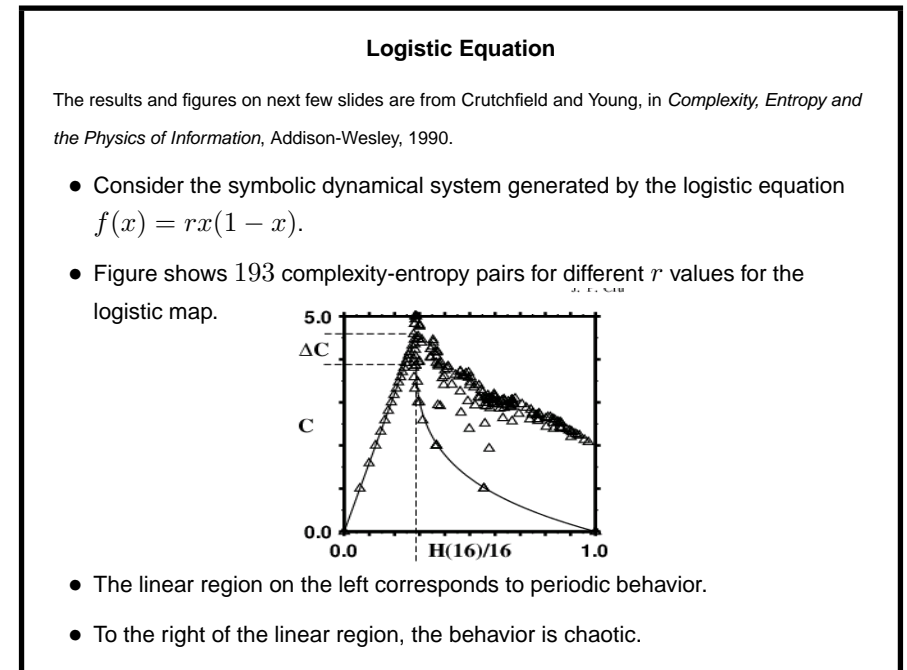 Logistic Equation
The results and figures on next few slides are from Crutchfield and Young, in Complexity, Entropy and
the Physics of Information, Addison-Wesley, 1990.
• Consider the symbolic dynamical system generated by the logistic equation
f(x) = rx(1 − x).
• Figure shows 193 complexity-entropy pairs for different r values for the
logistic map.
5.0
ΔC
C
0.0
0.0 H(16)/16 1.0
• The linear region on the left corresponds to periodic behavior.
• To the right of the linear region, the behavior is chaotic.